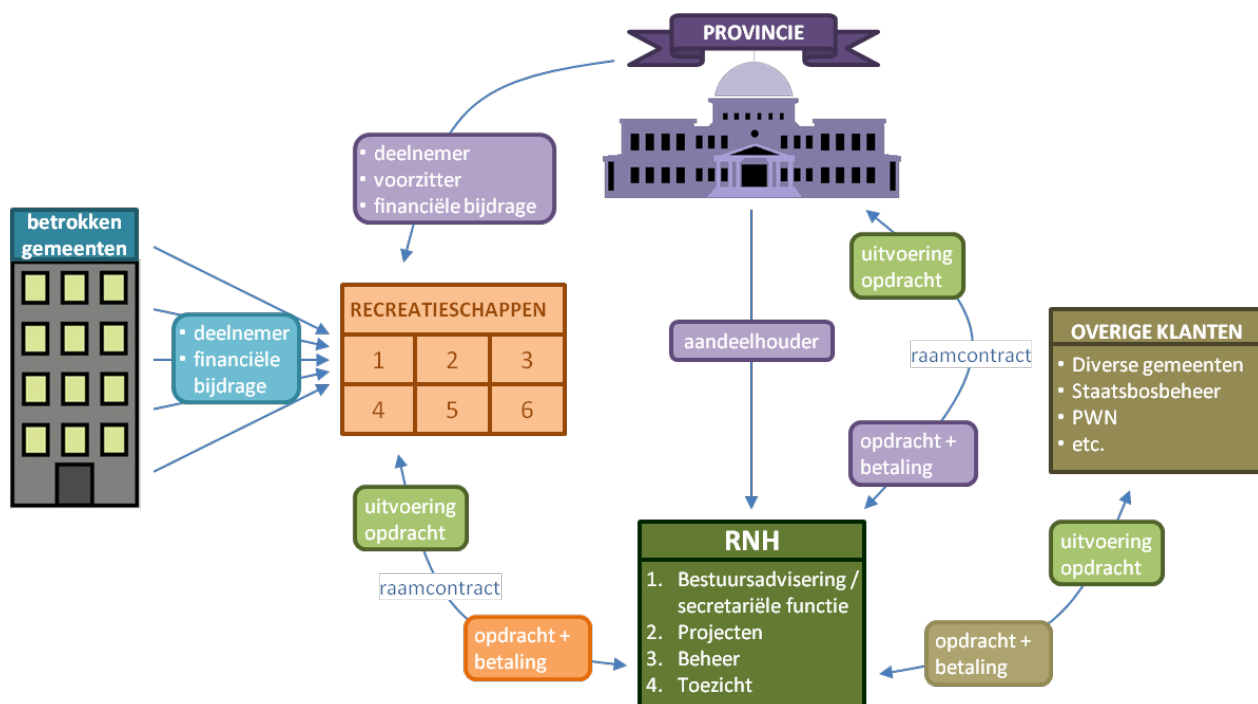 PROVINCIE
• deelnemer
• voorzitter
• financiële bijdrage
betrokken
gemeenten
• deelnemer
• financiële
bijdrage
RECREATIESCHAPPEN
1 2 3
4 5 6
aandeelhouder
uitvoering
opdracht
raamcontract
opdracht +
betaling
OVERIGE KLANTEN
• Diverse gemeenten
• Staatsbosbeheer
• PWN
• etc.
uitvoering
opdracht
raamcontract
opdracht +
betaling
RNH
1. Bestuursadvisering /
secretariële functie
2. Projecten
3. Beheer
4. Toezicht
uitvoering
opdracht
opdracht +
betaling